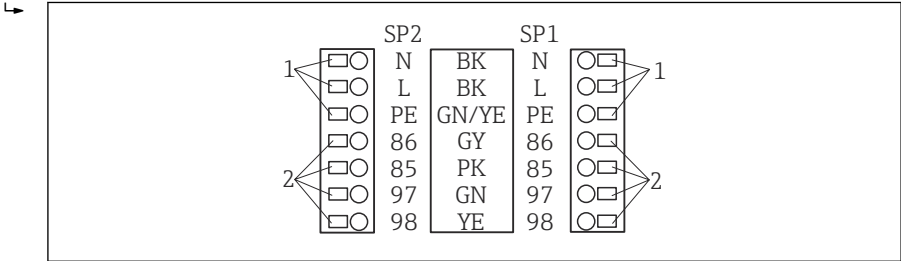 SP2 SP1
N BK N
1 1
L BK L
PE GN/YE PE
86 GY 86
85 PK 85
2 2
97 GN 97
98 YE 98